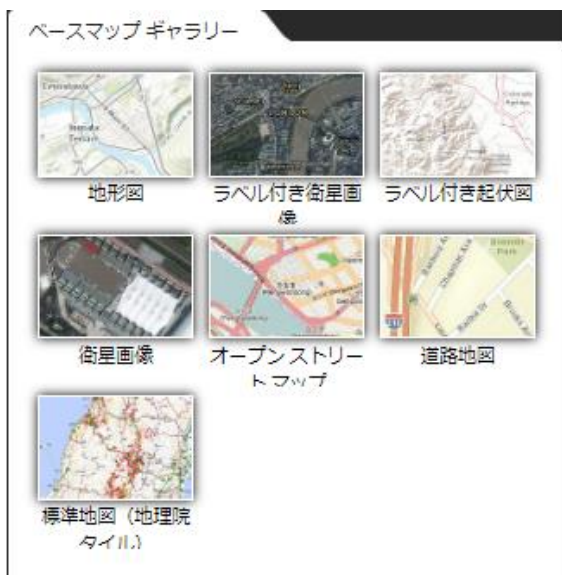 ベースマップ ギャラリー
地形図
ラベル付き衛星画
像
ラベル付き起伏図
衛星画像
オープン ストリー
ト マップ
道路地図
標準地図（地理院
タイル）